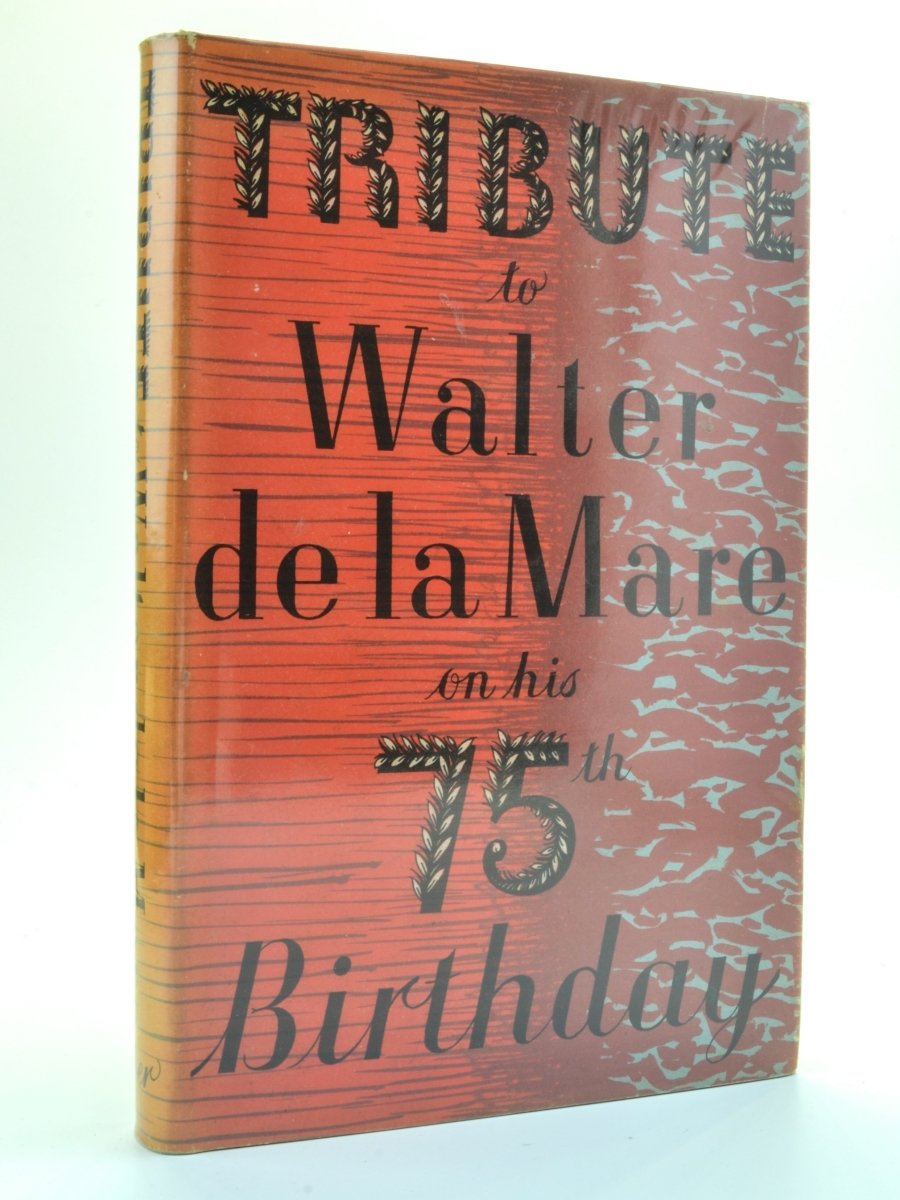 TRIBUTE
to
Walter
de la Mare
on his
75th
Birthday